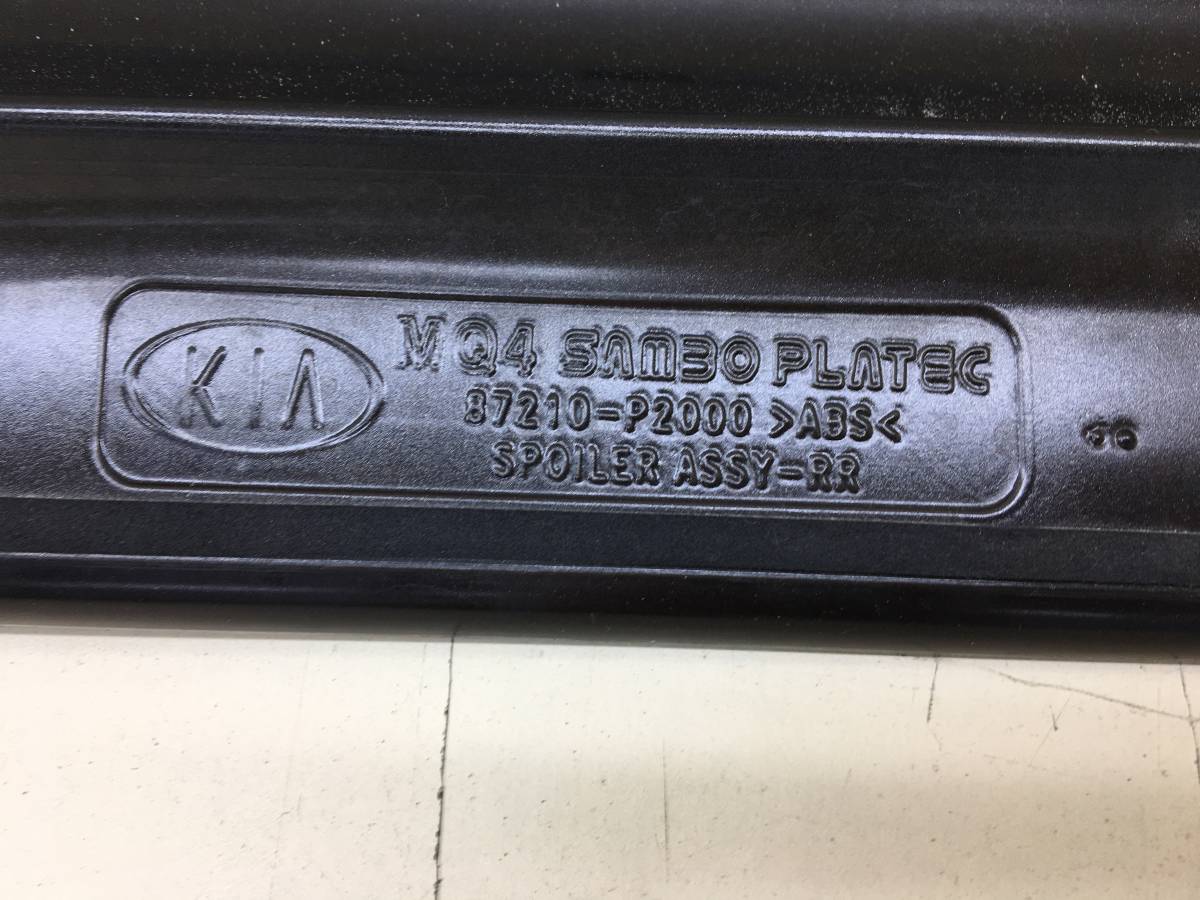 KIA
MQ4 SAMBO PLATEC
87210-P2000 >ABS<
SPOILER ASSY-RR